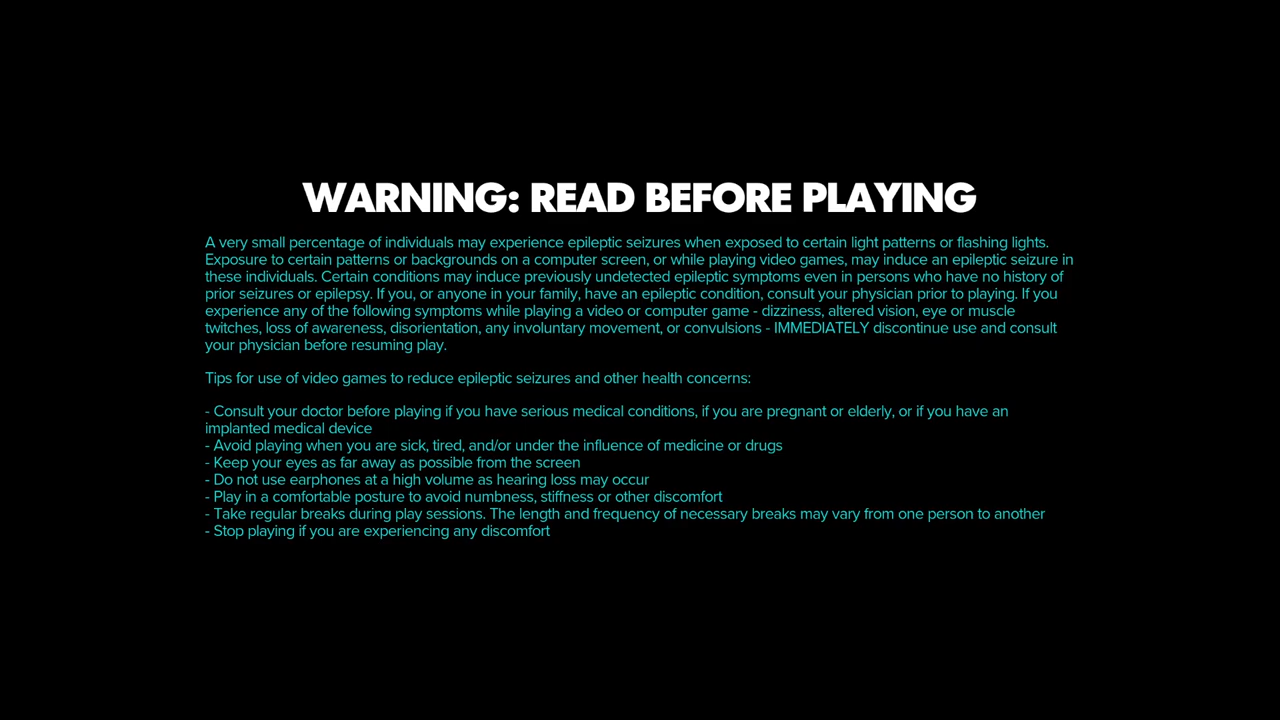 WARNING: READ BEFORE PLAYING
A very small percentage of individuals may experience epileptic seizures when exposed to certain light patterns or flashing lights.
Exposure to certain patterns or backgrounds on a computer screen, or while playing video games, may induce an epileptic seizure in
these individuals. Certain conditions may induce previously undetected epileptic symptoms even in persons who have no history of
prior seizures or epilepsy. If you, or anyone in your family, have an epileptic condition, consult your physician prior to playing. If you
experience any of the following symptoms while playing a video or computer game - dizziness, altered vision, eye or muscle
twitches, loss of awareness, disorientation, any involuntary movement, or convulsions - IMMEDIATELY discontinue use and consult
your physician before resuming play.
Tips for use of video games to reduce epileptic seizures and other health concerns:
- Consult your doctor before playing if you have serious medical conditions, if you are pregnant or elderly, or if you have an
implanted medical device
- Avoid playing when you are sick, tired, and/or under the influence of medicine or drugs
- Keep your eyes as far away as possible from the screen
- Do not use earphones at a high volume as hearing loss may occur
- Play in a comfortable posture to avoid numbness, stiffness or other discomfort
- Take regular breaks during play sessions. The length and frequency of necessary breaks may vary from one person to another
- Stop playing if you are experiencing any discomfort